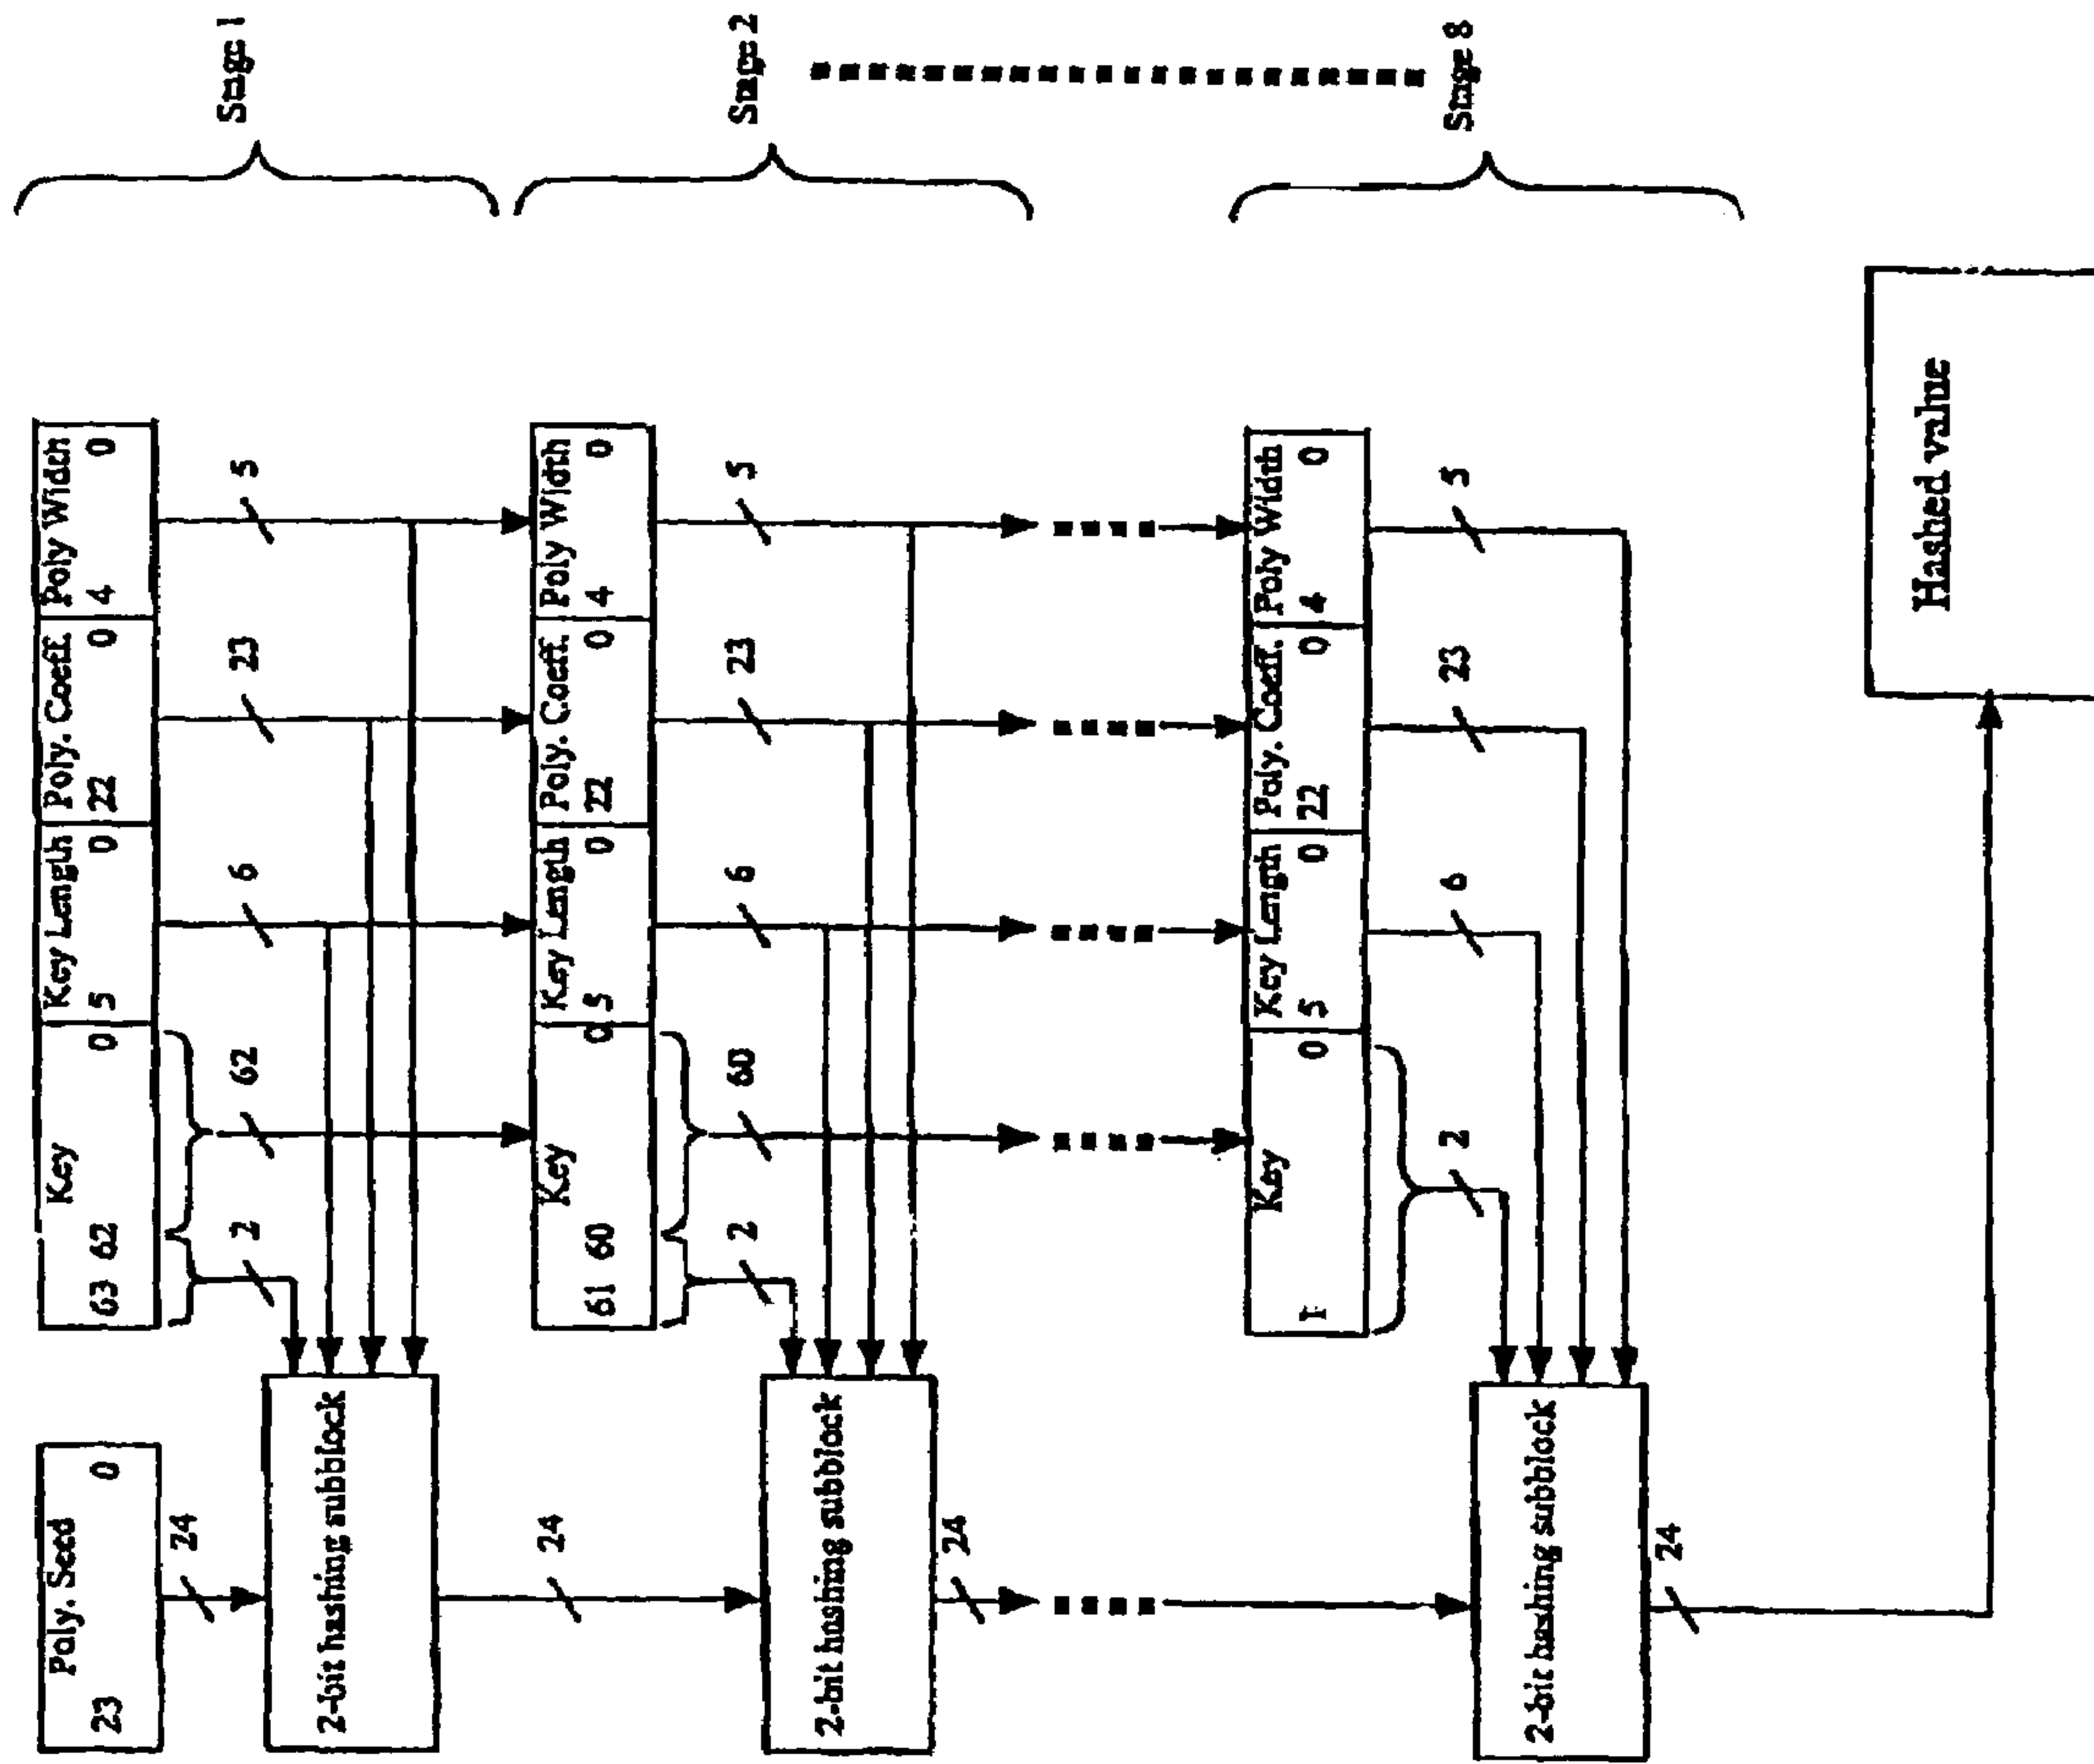 Stage 1
Poly. Seed
23 0
Key
63 62 0
Key Length
5 0
Poly. Coeff.
22 0
Poly Width
4 0
24
2
62
6
23
5
2-bit hashing subblock
Stage 2
24
Key
61 60 0
Key Length
5 0
Poly. Coeff.
22 0
Poly Width
4 0
2
60
6
23
5
2-bit hashing subblock
24
Stage 8
Key
1 0
Key Length
5 0
Poly. Coeff.
22 0
Poly Width
4 0
2
6
23
5
2-bit hashing subblock
24
Hashed value